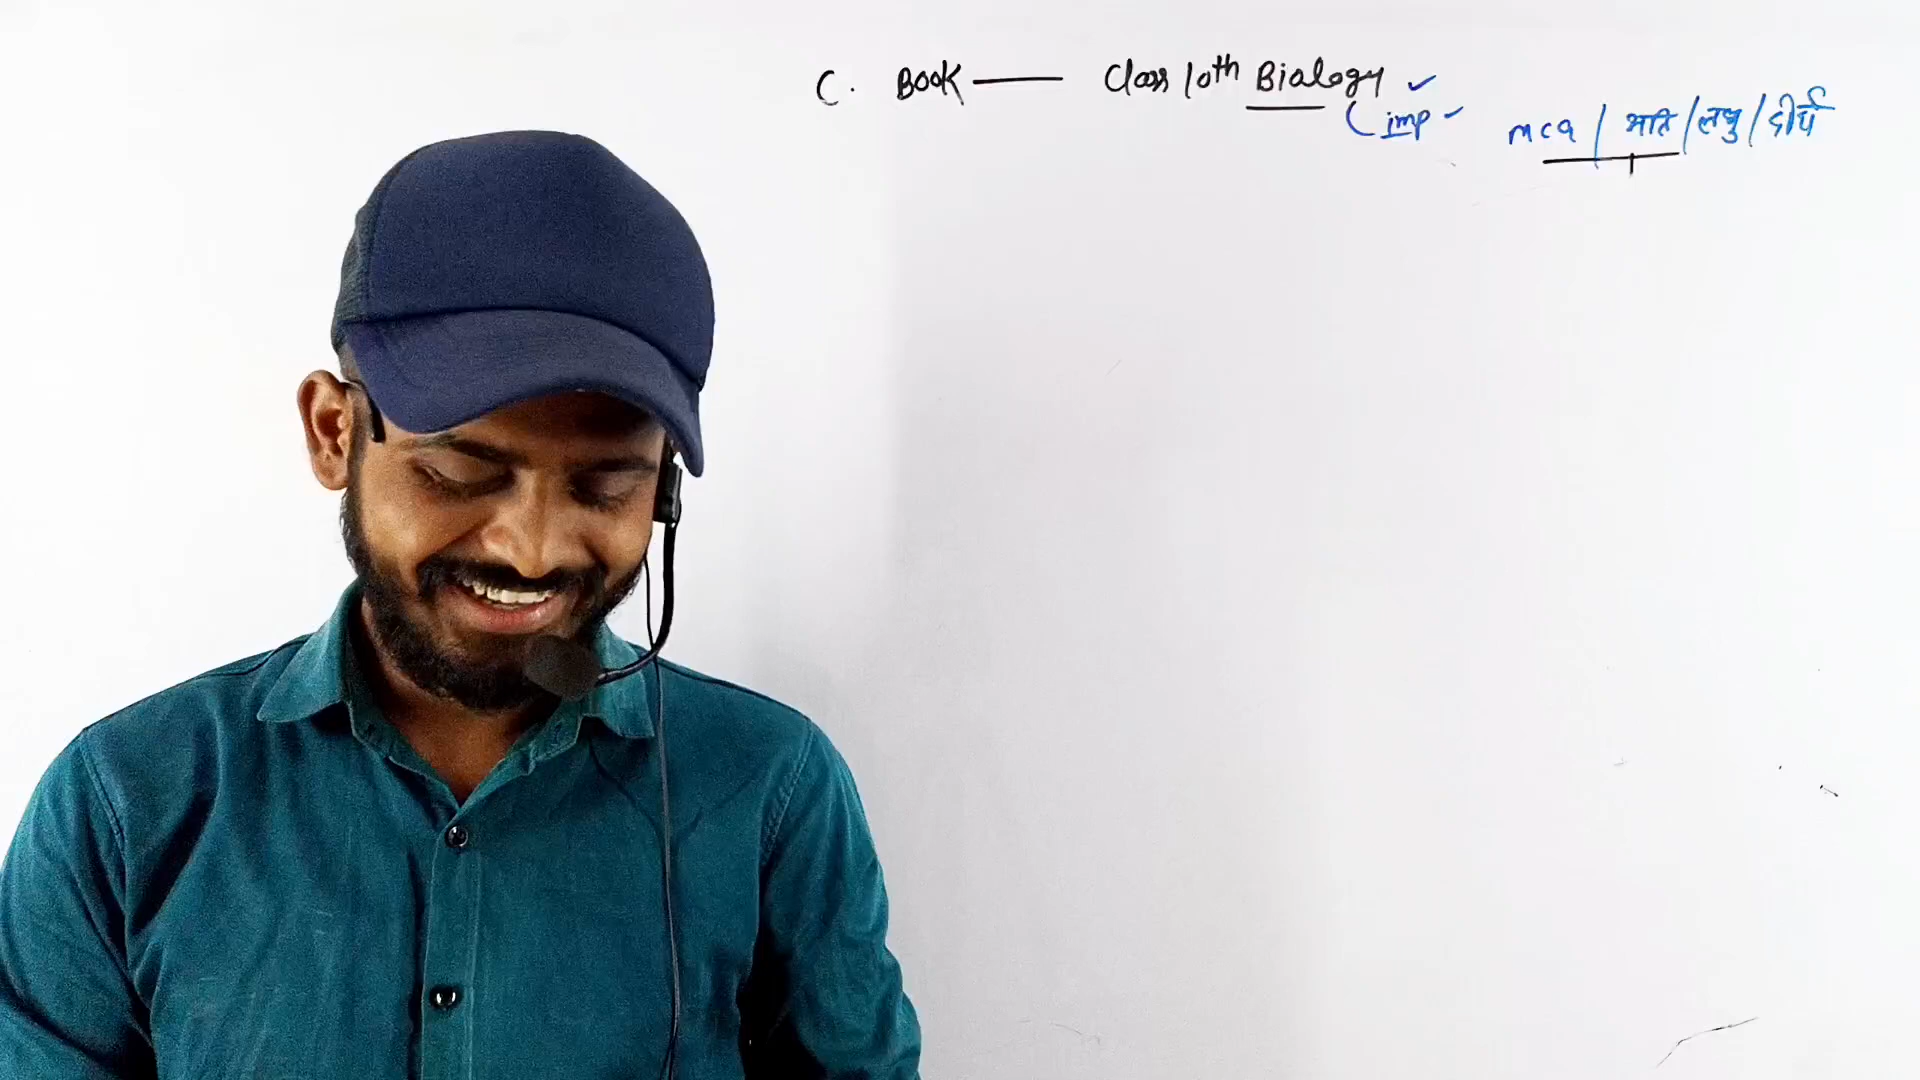 C. Book — Class 10th Biology ✓
( imp ✓
mcq / अति / लघु / दीर्घ